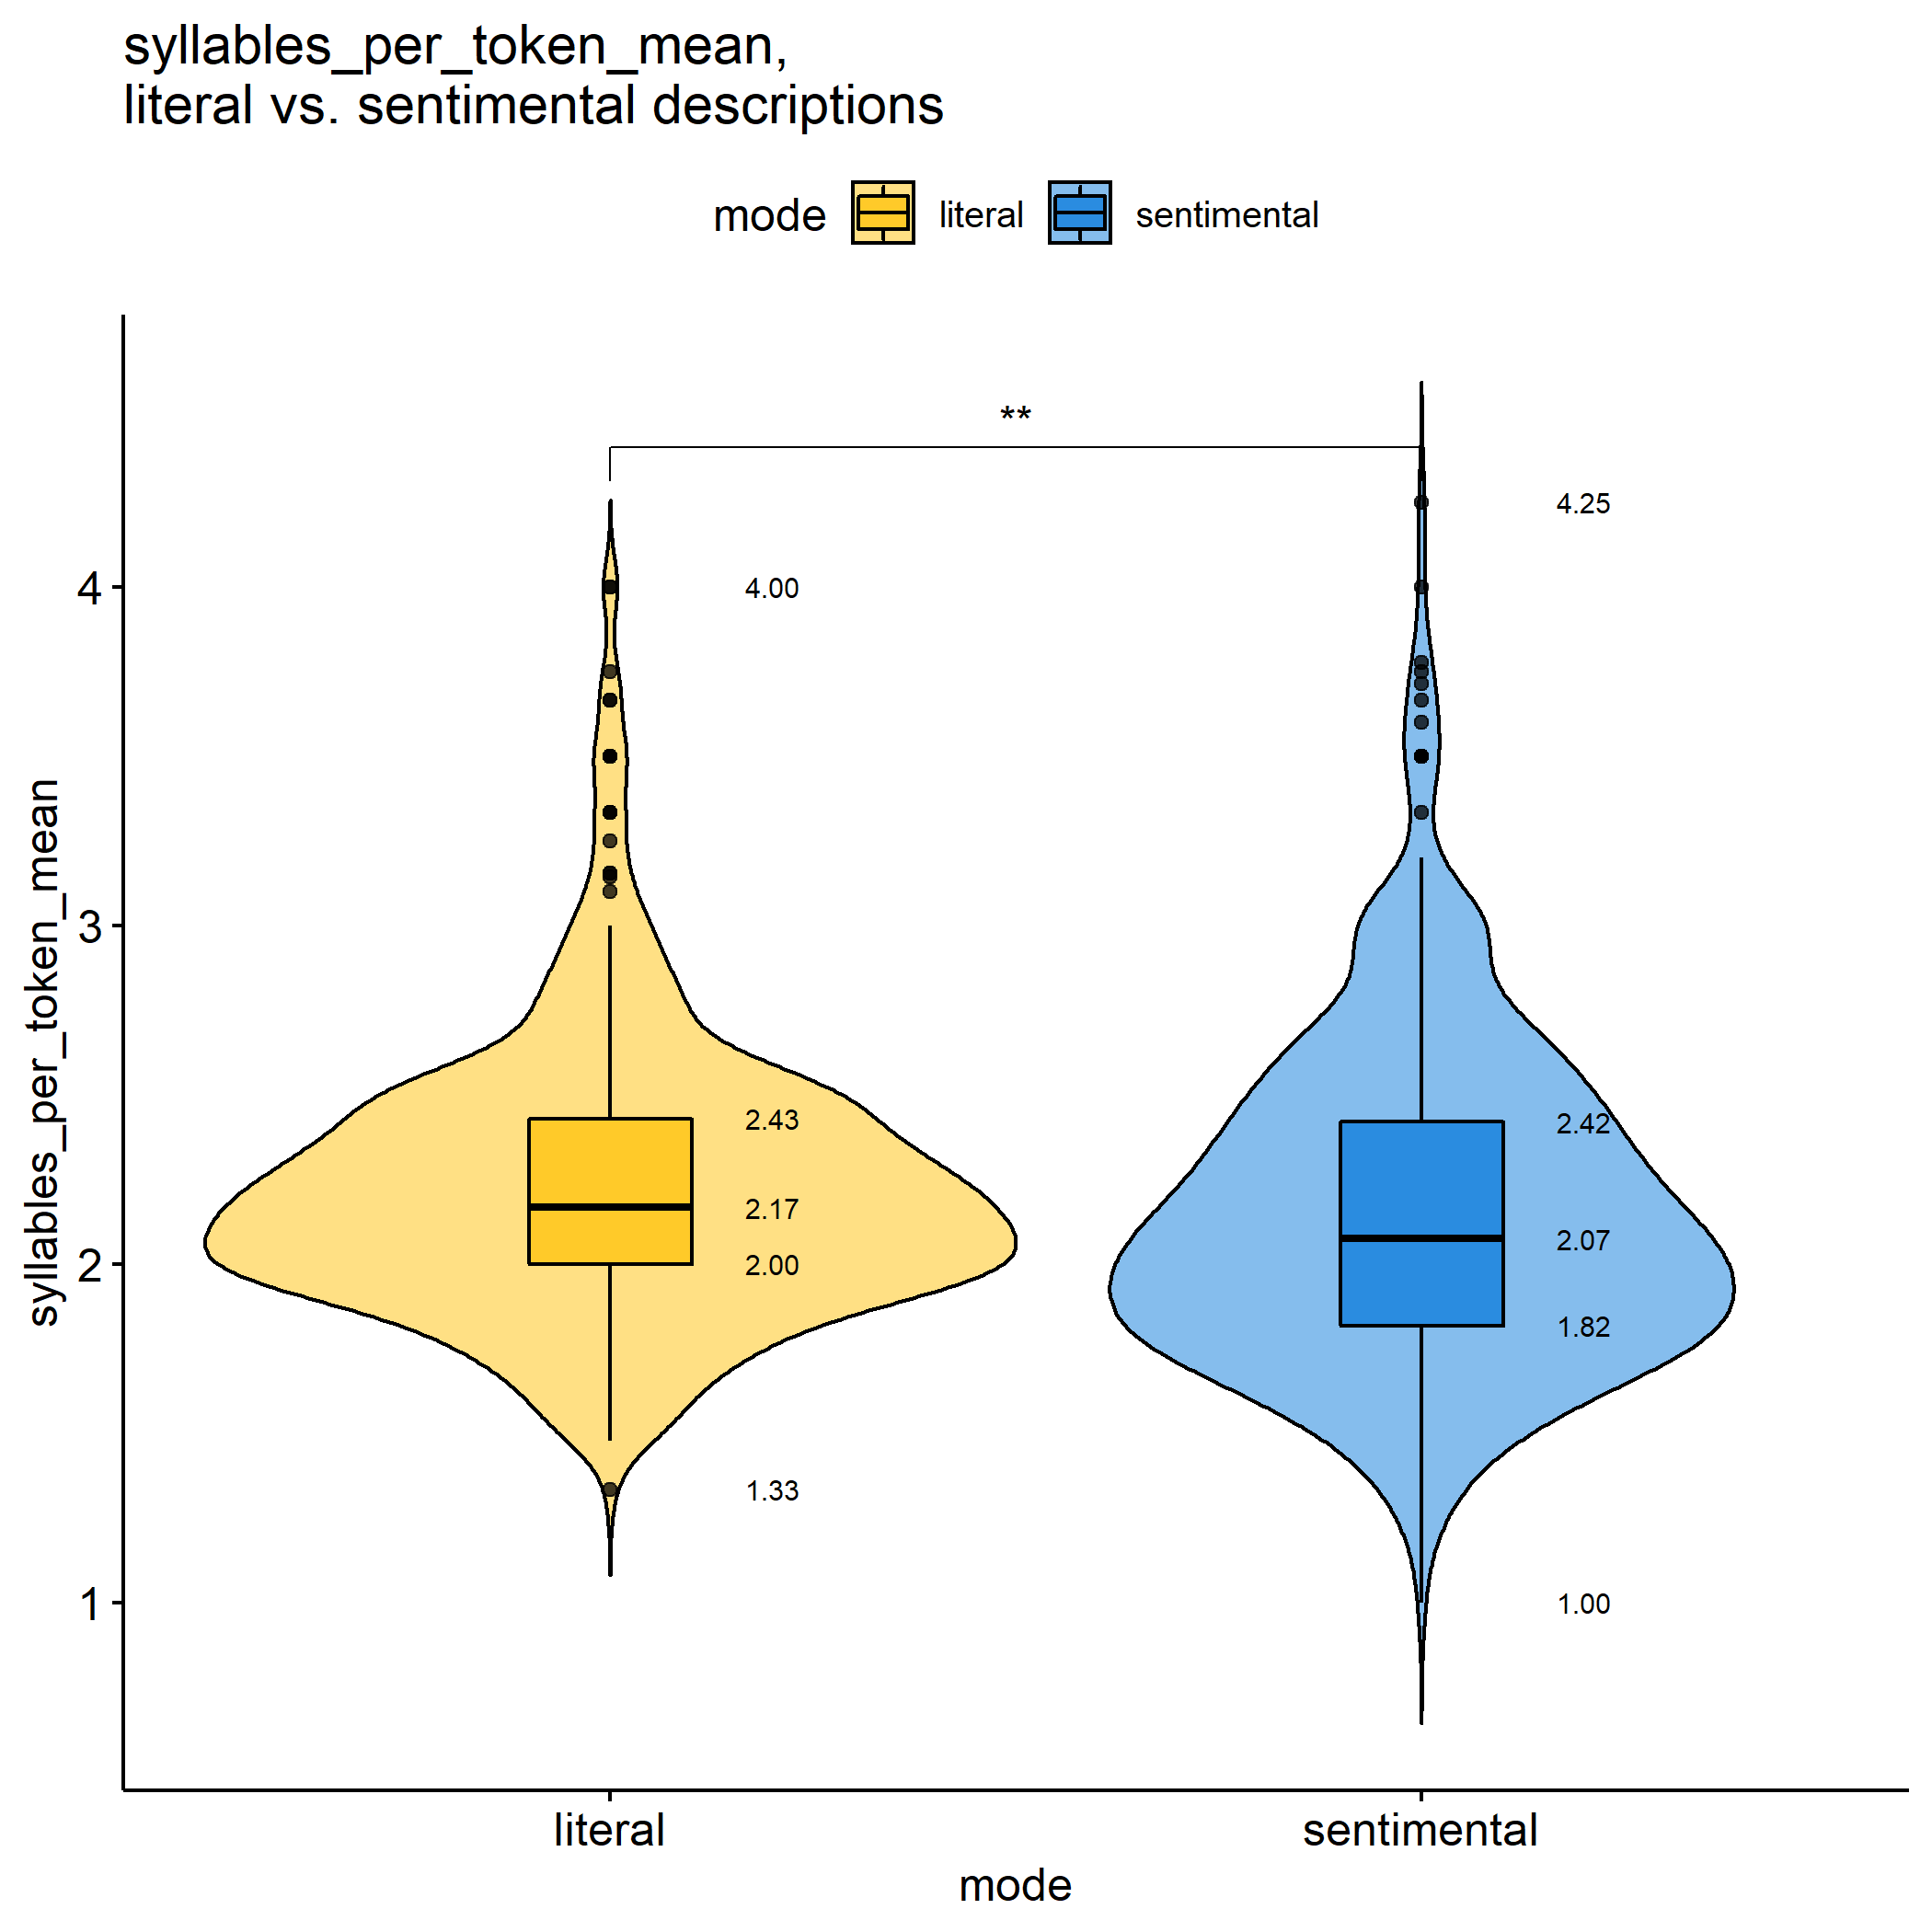 syllables_per_token_mean,
literal vs. sentimental descriptions
mode literal sentimental
**
4.25
4.00
4
3
2
1
2.43
2.17
2.00
1.33
2.42
2.07
1.82
1.00
syllables_per_token_mean
literal sentimental
mode